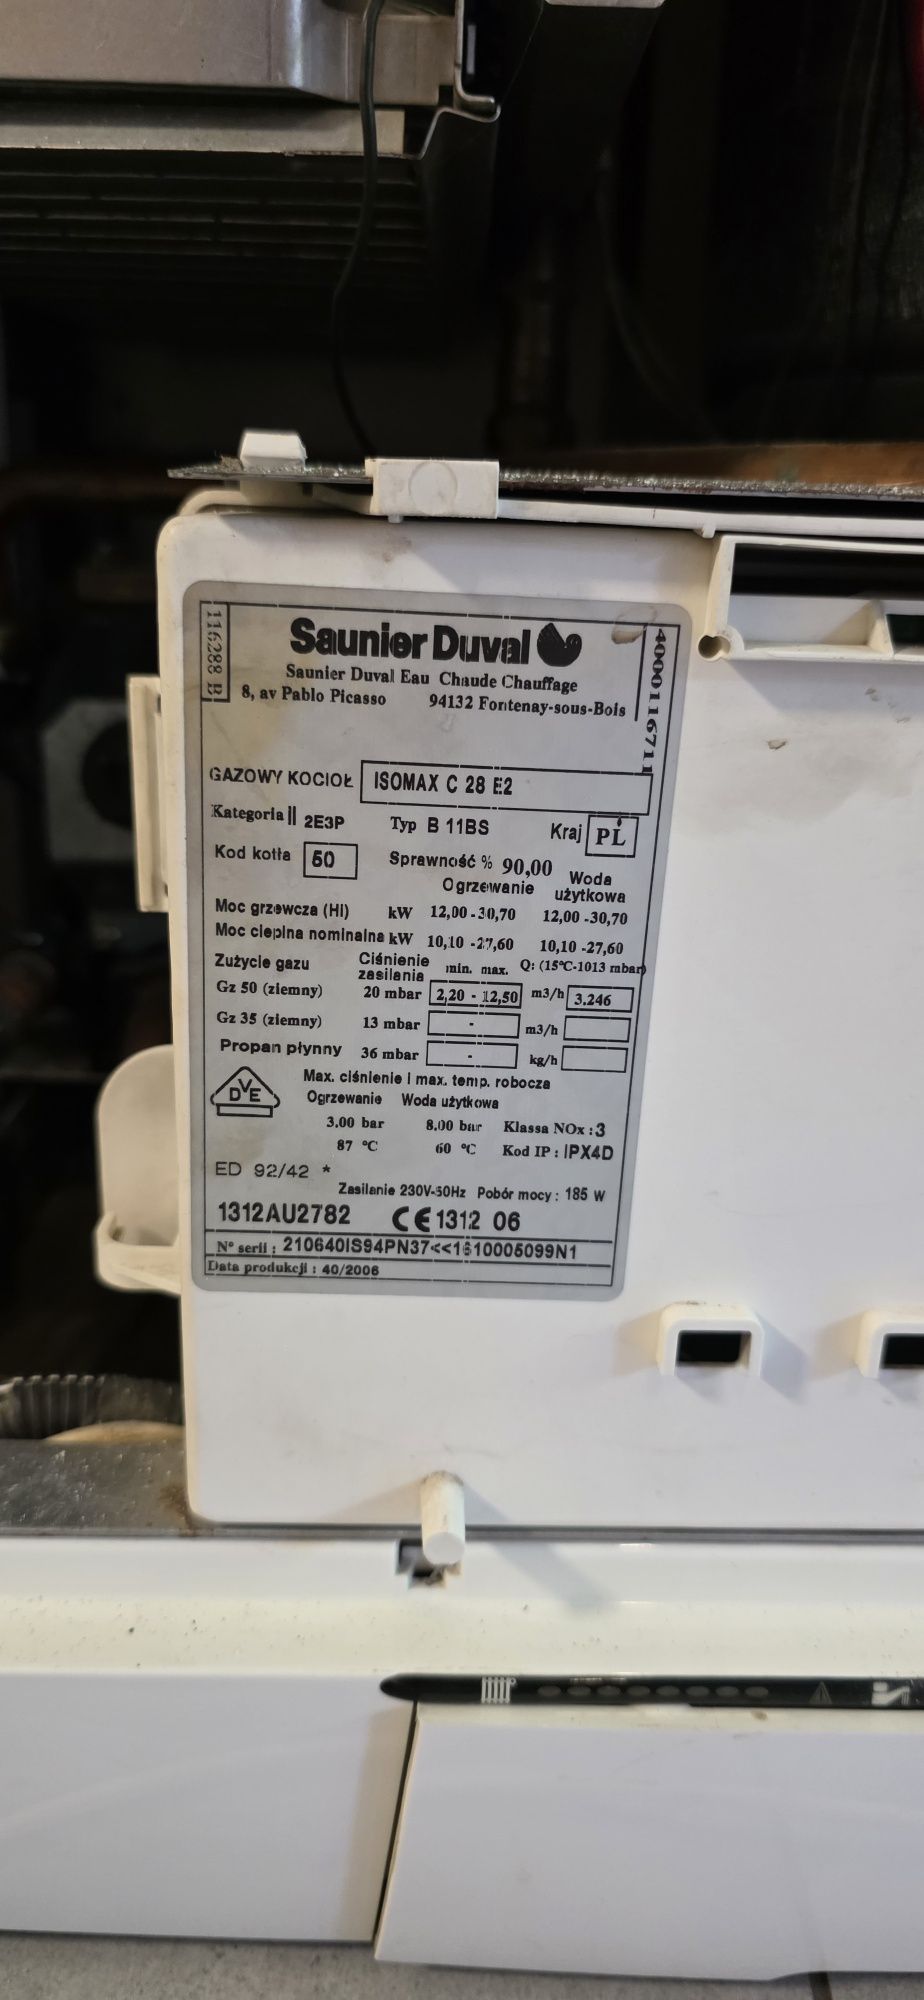 116288 B
Saunier Duval
400011671
Saunier Duval Eau Chaude Chauffage
8, av Pablo Picasso 94132 Fontenay-sous-Bois
GAZOWY KOCIOŁ ISOMAX C 28 E2
Kategoria II 2E3P Typ B 11BS Kraj PL
Kod kotła 50 Sprawność % 90,00
Ogrzewanie Woda użytkowa
Moc grzewcza (Hi) kW 12,00 -30,70 12,00 -30,70
Moc cieplna nominalna kW 10,10 -27,60 10,10 -27,60
Zużycie gazu Ciśnienie zasilania min. max. Q: (15°C-1013 mbar)
Gz 50 (ziemny) 20 mbar 2,20 - 12,50 m3/h 3.246
Gz 35 (ziemny) 13 mbar - m3/h
Propan płynny 36 mbar - kg/h
DVE
Max. ciśnienie i max. temp. robocza
Ogrzewanie Woda użytkowa
3.00 bar 8.00 bar Klassa NOx : 3
87 °C 60 °C Kod IP : IPX4D
ED 92/42 *
Zasilanie 230V-50Hz Pobór mocy : 185 W
1312AU2782 CE 1312 06
N° serii : 210640IS94PN37<<1610005099N1
Data produkcji : 40/2006